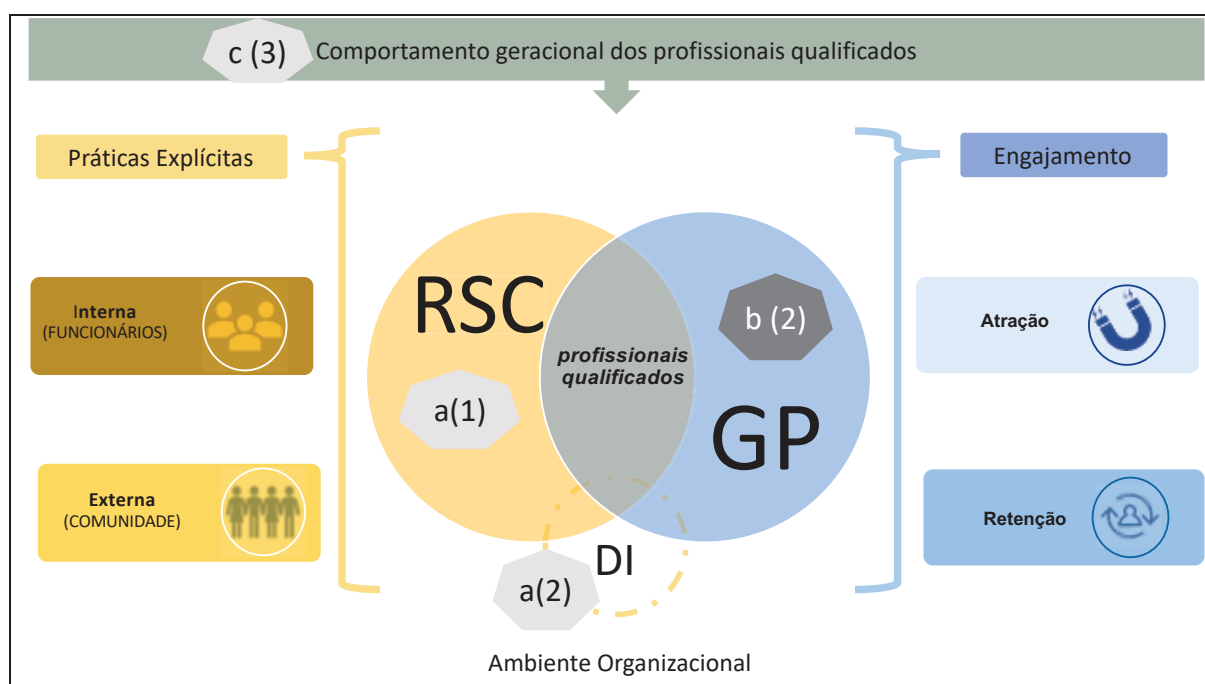 c (3) Comportamento geracional dos profissionais qualificados
Práticas Explícitas
Engajamento
Interna
(FUNCIONÁRIOS)
Externa
(COMUNIDADE)
RSC
a(1)
profissionais
qualificados
b (2)
GP
DI
a(2)
Atração
Retenção
Ambiente Organizacional